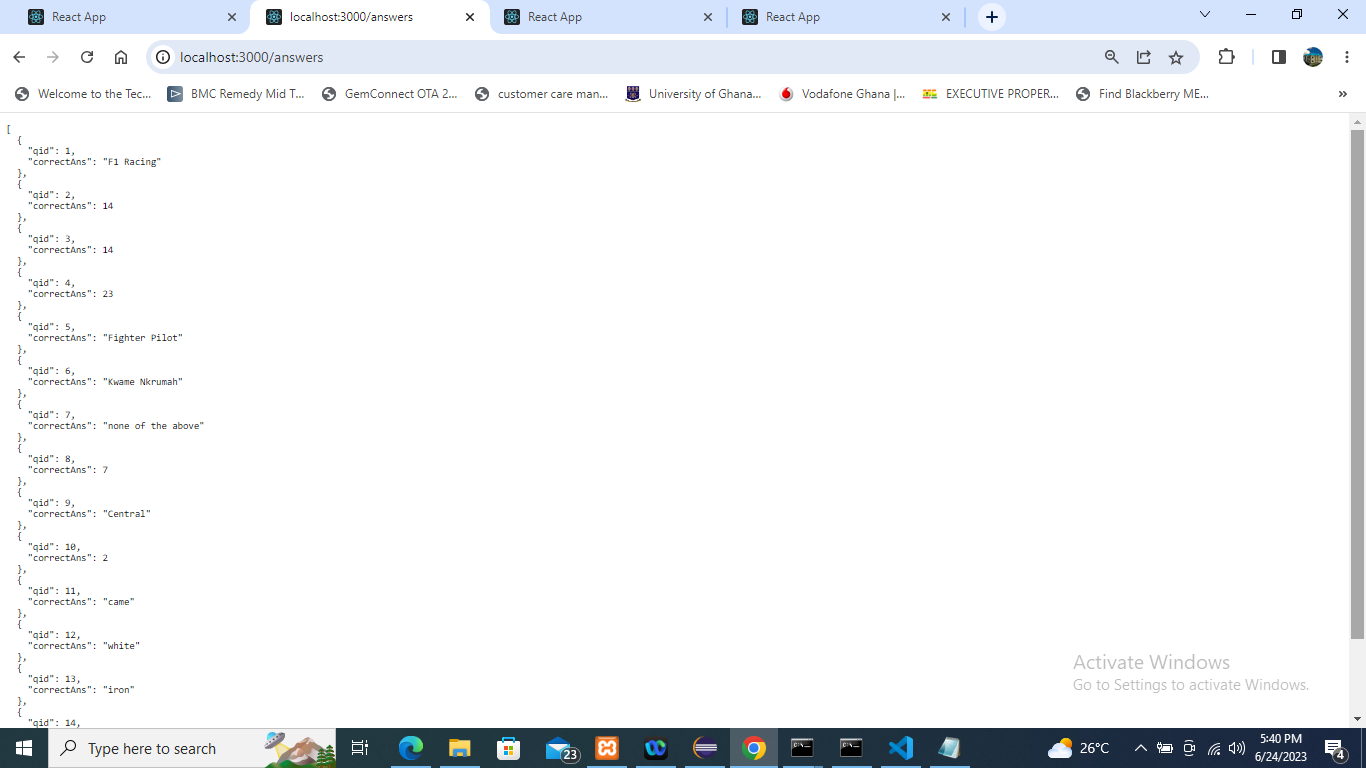 React App
localhost:3000/answers
React App
React App
localhost:3000/answers
Welcome to the Tec...
BMC Remedy Mid T...
GemConnect OTA 2...
customer care man...
University of Ghana...
Vodafone Ghana |...
EXECUTIVE PROPER...
Find Blackberry ME...
»
[
{
"qid": 1,
"correctAns": "F1 Racing"
},
{
"qid": 2,
"correctAns": 14
},
{
"qid": 3,
"correctAns": 14
},
{
"qid": 4,
"correctAns": 23
},
{
"qid": 5,
"correctAns": "Fighter Pilot"
},
{
"qid": 6,
"correctAns": "Kwame Nkrumah"
},
{
"qid": 7,
"correctAns": "none of the above"
},
{
"qid": 8,
"correctAns": 7
},
{
"qid": 9,
"correctAns": "Central"
},
{
"qid": 10,
"correctAns": 2
},
{
"qid": 11,
"correctAns": "came"
},
{
"qid": 12,
"correctAns": "white"
},
{
"qid": 13,
"correctAns": "iron"
},
{
"qid": 14,
Activate Windows
Go to Settings to activate Windows.
Type here to search
23
26°C
5:40 PM
6/24/2023
4